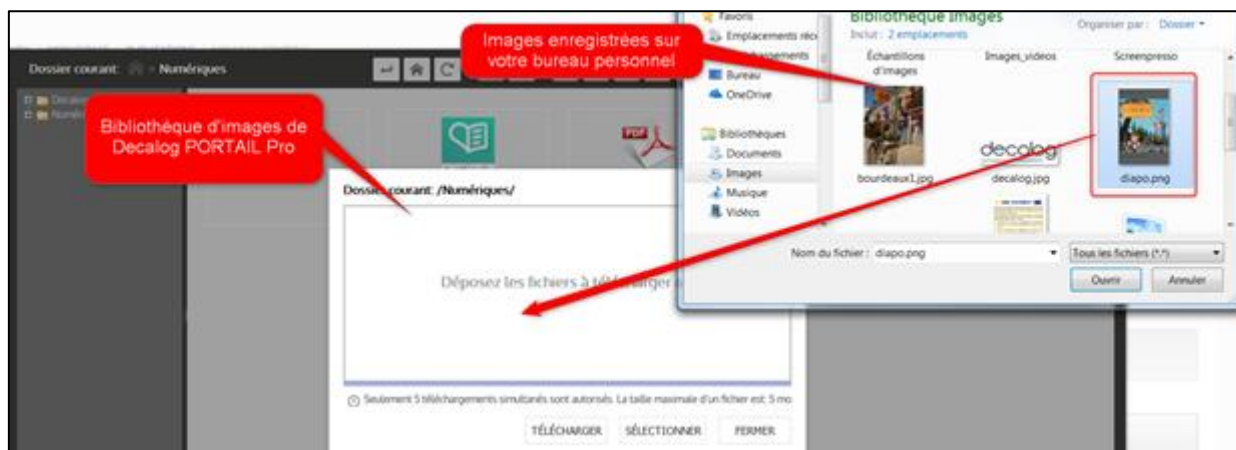 Favoris
Bibliothèque Images
Organiser par : Dossier
Images enregistrées sur
votre bureau personnel
Emplacements réc
Inclut : 2 emplacements
Dossier courant: > Numériques
Bureau
OneDrive
Échantillons
d'images
Images_videos
Screenpresso
Bibliothèque d'images de
Decalog PORTAIL Pro
PDF
Bibliothèques
Documents
Images
Musique
Vidéos
decalog
bourdeaux1.jpg
decalog.jpg
diapo.png
Dossier courant: /Numériques/
Nom du fichier : diapo.png
Tous les fichiers (*.*)
Ouvrir
Annuler
Déposez les fichiers à télécharger
Seulement 5 téléchargements simultanés sont autorisés. La taille maximale d'un fichier est: 5 mo
TÉLÉCHARGER
SÉLECTIONNER
FERMER